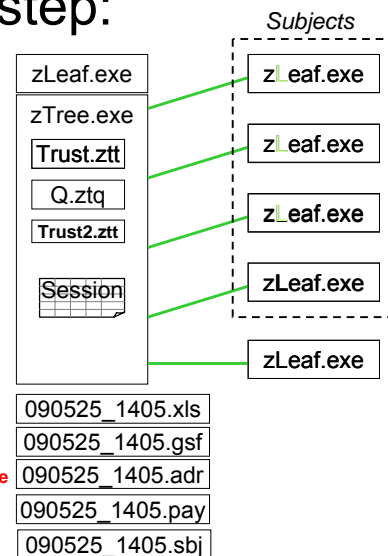 step:
Subjects
zLeaf.exe
zTree.exe
Trust.ztt
Q.ztq
Trust2.ztt
Session
zLeaf.exe
zLeaf.exe
zLeaf.exe
zLeaf.exe
zLeaf.exe
090525_1405.xls
090525_1405.gsf
e 090525_1405.adr
090525_1405.pay
090525_1405.sbj